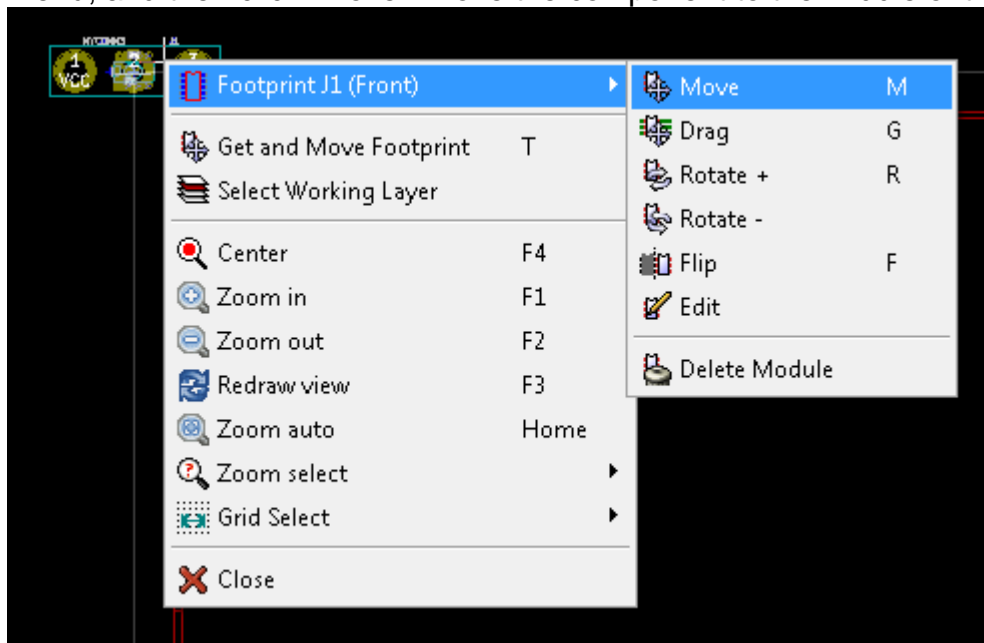 J1
1
VCC
2
Footprint J1 (Front)
Get and Move Footprint T
Select Working Layer
Center F4
Zoom in F1
Zoom out F2
Redraw view F3
Zoom auto Home
Zoom select
Grid Select
Close
Move M
Drag G
Rotate + R
Rotate -
Flip F
Edit
Delete Module